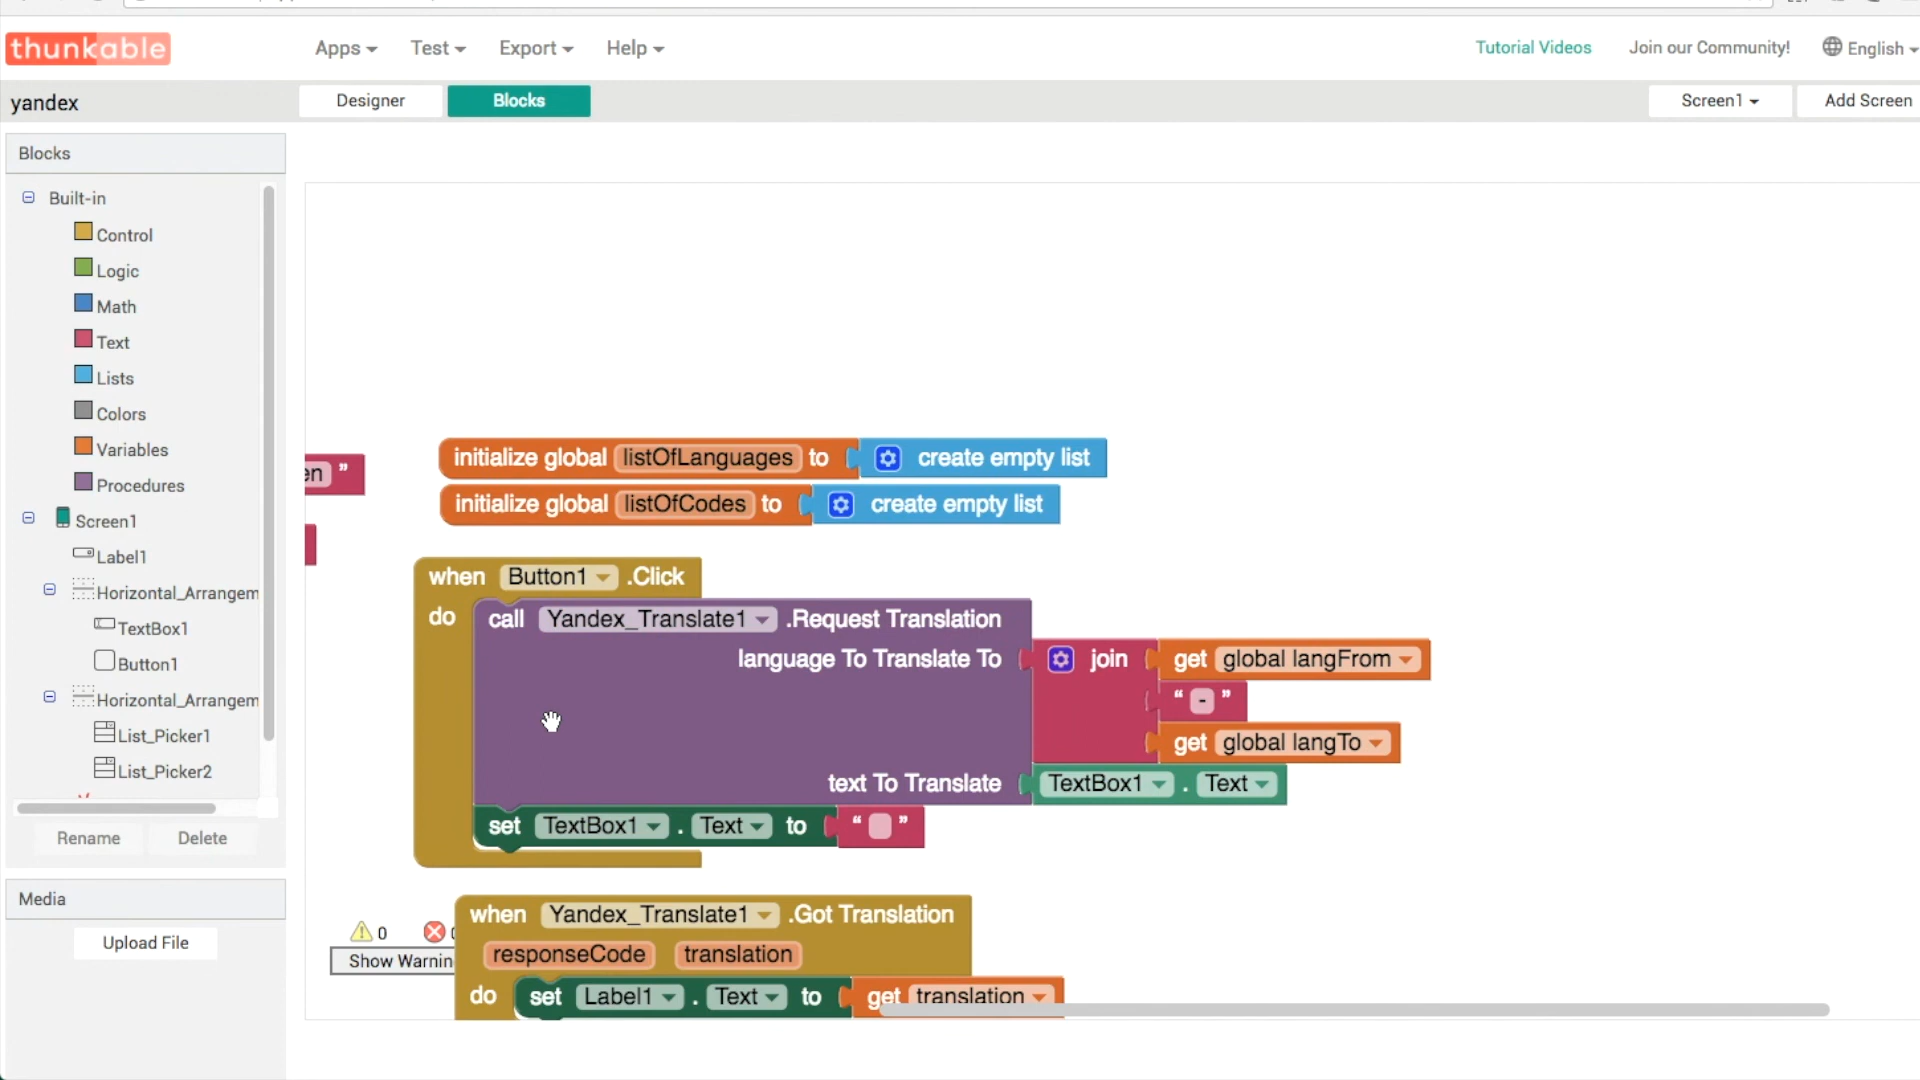 thunkable
Apps Test Export Help Tutorial Videos Join our Community! English
yandex Designer Blocks Screen1 Add Screen
Blocks
Built-in
Control
Logic
Math
Text
Lists
Colors
Variables
Procedures
Screen1
Label1
Horizontal_Arrangem
TextBox1
Button1
Horizontal_Arrangem
List_Picker1
List_Picker2
Rename Delete
Media
Upload File
en ”
initialize global listOfLanguages to create empty list
initialize global listOfCodes to create empty list
when Button1 .Click
do call Yandex_Translate1 .Request Translation
language To Translate To join get global langFrom
“ - ”
get global langTo
text To Translate TextBox1 . Text
set TextBox1 . Text to “ ”
when Yandex_Translate1 .Got Translation
responseCode translation
do set Label1 . Text to get translation
0
Show Warnin